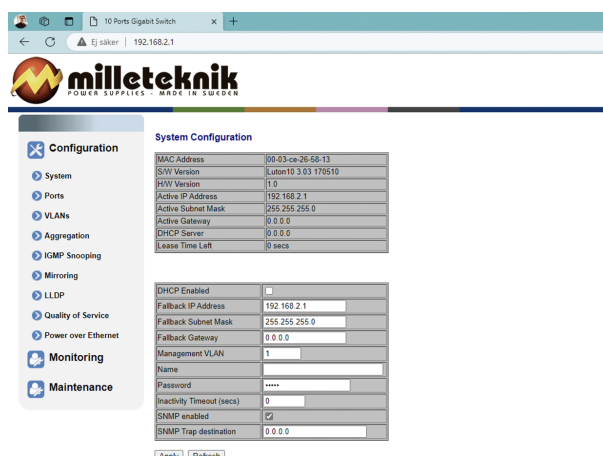 10 Ports Gigabit Switch
Ej säker 192.168.2.1
milleteknik
POWER SUPPLIES - MADE IN SWEDEN
Configuration
System
Ports
VLANs
Aggregation
IGMP Snooping
Mirroring
LLDP
Quality of Service
Power over Ethernet
Monitoring
Maintenance
System Configuration
MAC Address 00-03-ce-26-58-13
S/W Version Luton10 3.03 170510
H/W Version 1.0
Active IP Address 192.168.2.1
Active Subnet Mask 255.255.255.0
Active Gateway 0.0.0.0
DHCP Server 0.0.0.0
Lease Time Left 0 secs
DHCP Enabled
Fallback IP Address 192.168.2.1
Fallback Subnet Mask 255.255.255.0
Fallback Gateway 0.0.0.0
Management VLAN 1
Name
Password •••••
Inactivity Timeout (secs) 0
SNMP enabled
SNMP Trap destination 0.0.0.0
Apply Refresh